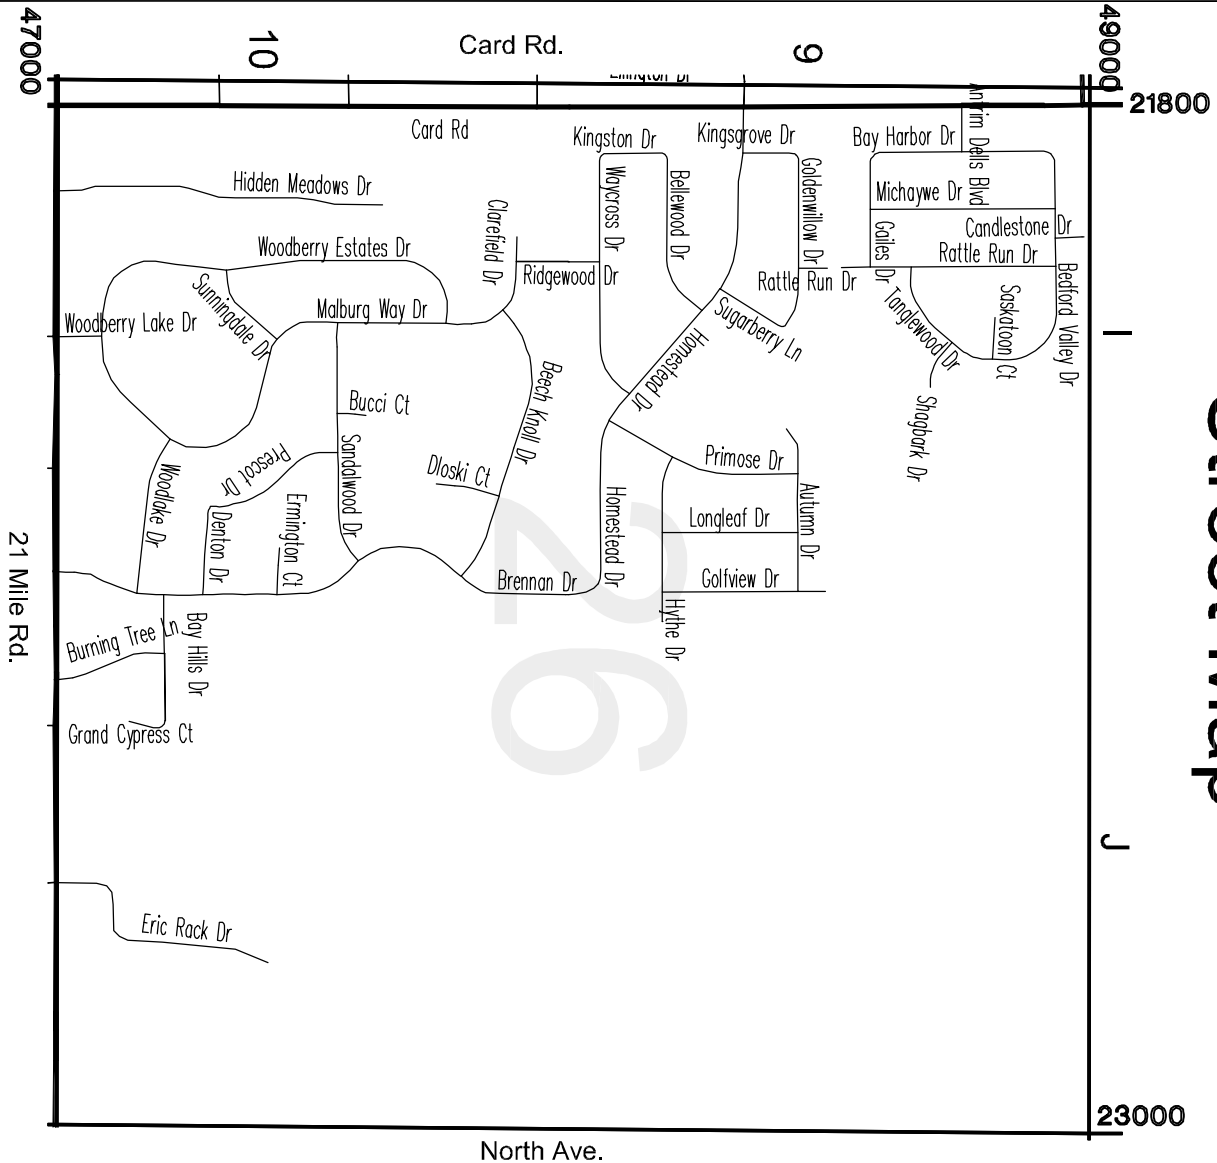 47000
10
Card Rd.
9
49000
21800
Card Rd
Kingston Dr
Kingsgrove Dr
Bay Harbor Dr
Antrim Dells Blvd
Hidden Meadows Dr
Waycross Dr
Bellewood Dr
Goldenwillow Dr
Michaywe Dr
Clarefield Dr
Gailes Dr
Candlestone Dr
Woodberry Estates Dr
Rattle Run Dr
Ridgewood Dr
Rattle Run Dr
Sunningdale Dr
Malburg Way Dr
Tanglewood Dr
Saskatoon Ct
Bedford Valley Dr
Woodberry Lake Dr
Sugarberry Ln
Homestead Dr
I
Beech Knoll Dr
Bucci Ct
Shagbark Dr
Street Map
Sandalwood Dr
Prescot Dr
Dloski Ct
Primose Dr
Woodlake Dr
Ermington Ct
Homestead Dr
Autumn Dr
Denton Dr
Longleaf Dr
26
21 Mile Rd.
Brennan Dr
Golfview Dr
Hythe Dr
Burning Tree Ln
Bay Hills Dr
Grand Cypress Ct
J
Eric Rack Dr
23000
North Ave.